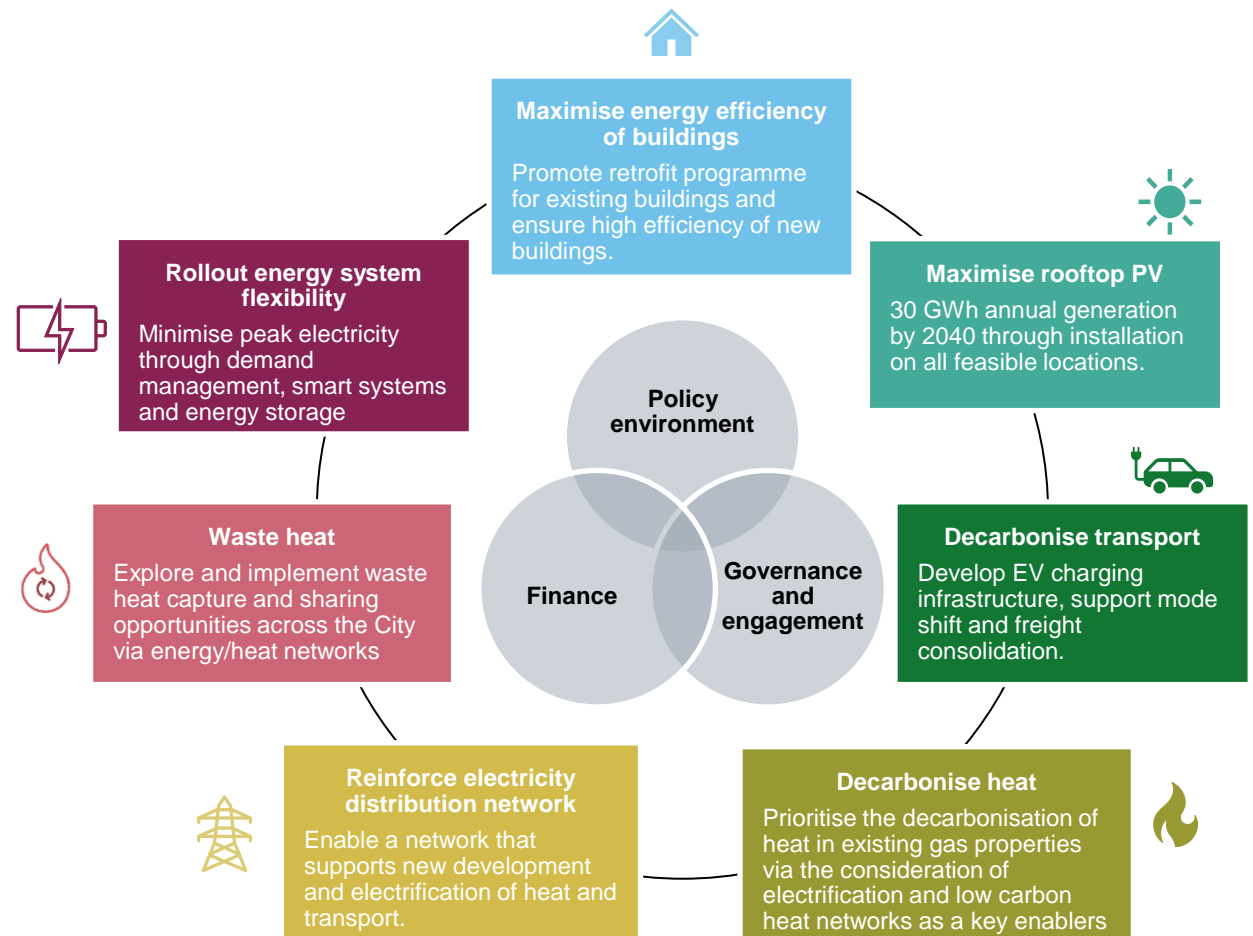 Maximise energy efficiency
of buildings
Promote retrofit programme
for existing buildings and
ensure high efficiency of new
buildings.
Maximise rooftop PV
30 GWh annual generation
by 2040 through installation
on all feasible locations.
Decarbonise transport
Develop EV charging
infrastructure, support mode
shift and freight
consolidation.
Decarbonise heat
Prioritise the decarbonisation of
heat in existing gas properties
via the consideration of
electrification and low carbon
heat networks as a key enablers
Reinforce electricity
distribution network
Enable a network that
supports new development
and electrification of heat and
transport.
Waste heat
Explore and implement waste
heat capture and sharing
opportunities across the City
via energy/heat networks
Rollout energy system
flexibility
Minimise peak electricity
through demand
management, smart systems
and energy storage
Policy
environment
Finance
Governance
and
engagement